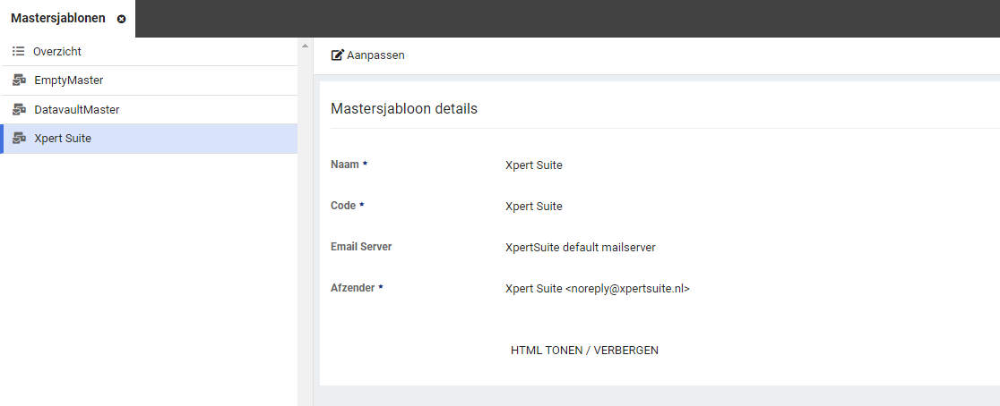 Mastersjablonen
Overzicht
EmptyMaster
DatavaultMaster
Xpert Suite
Aanpassen
Mastersjabloon details
Naam * Xpert Suite
Code * Xpert Suite
Email Server XpertSuite default mailserver
Afzender * Xpert Suite <noreply@xpertsuite.nl>
HTML TONEN / VERBERGEN